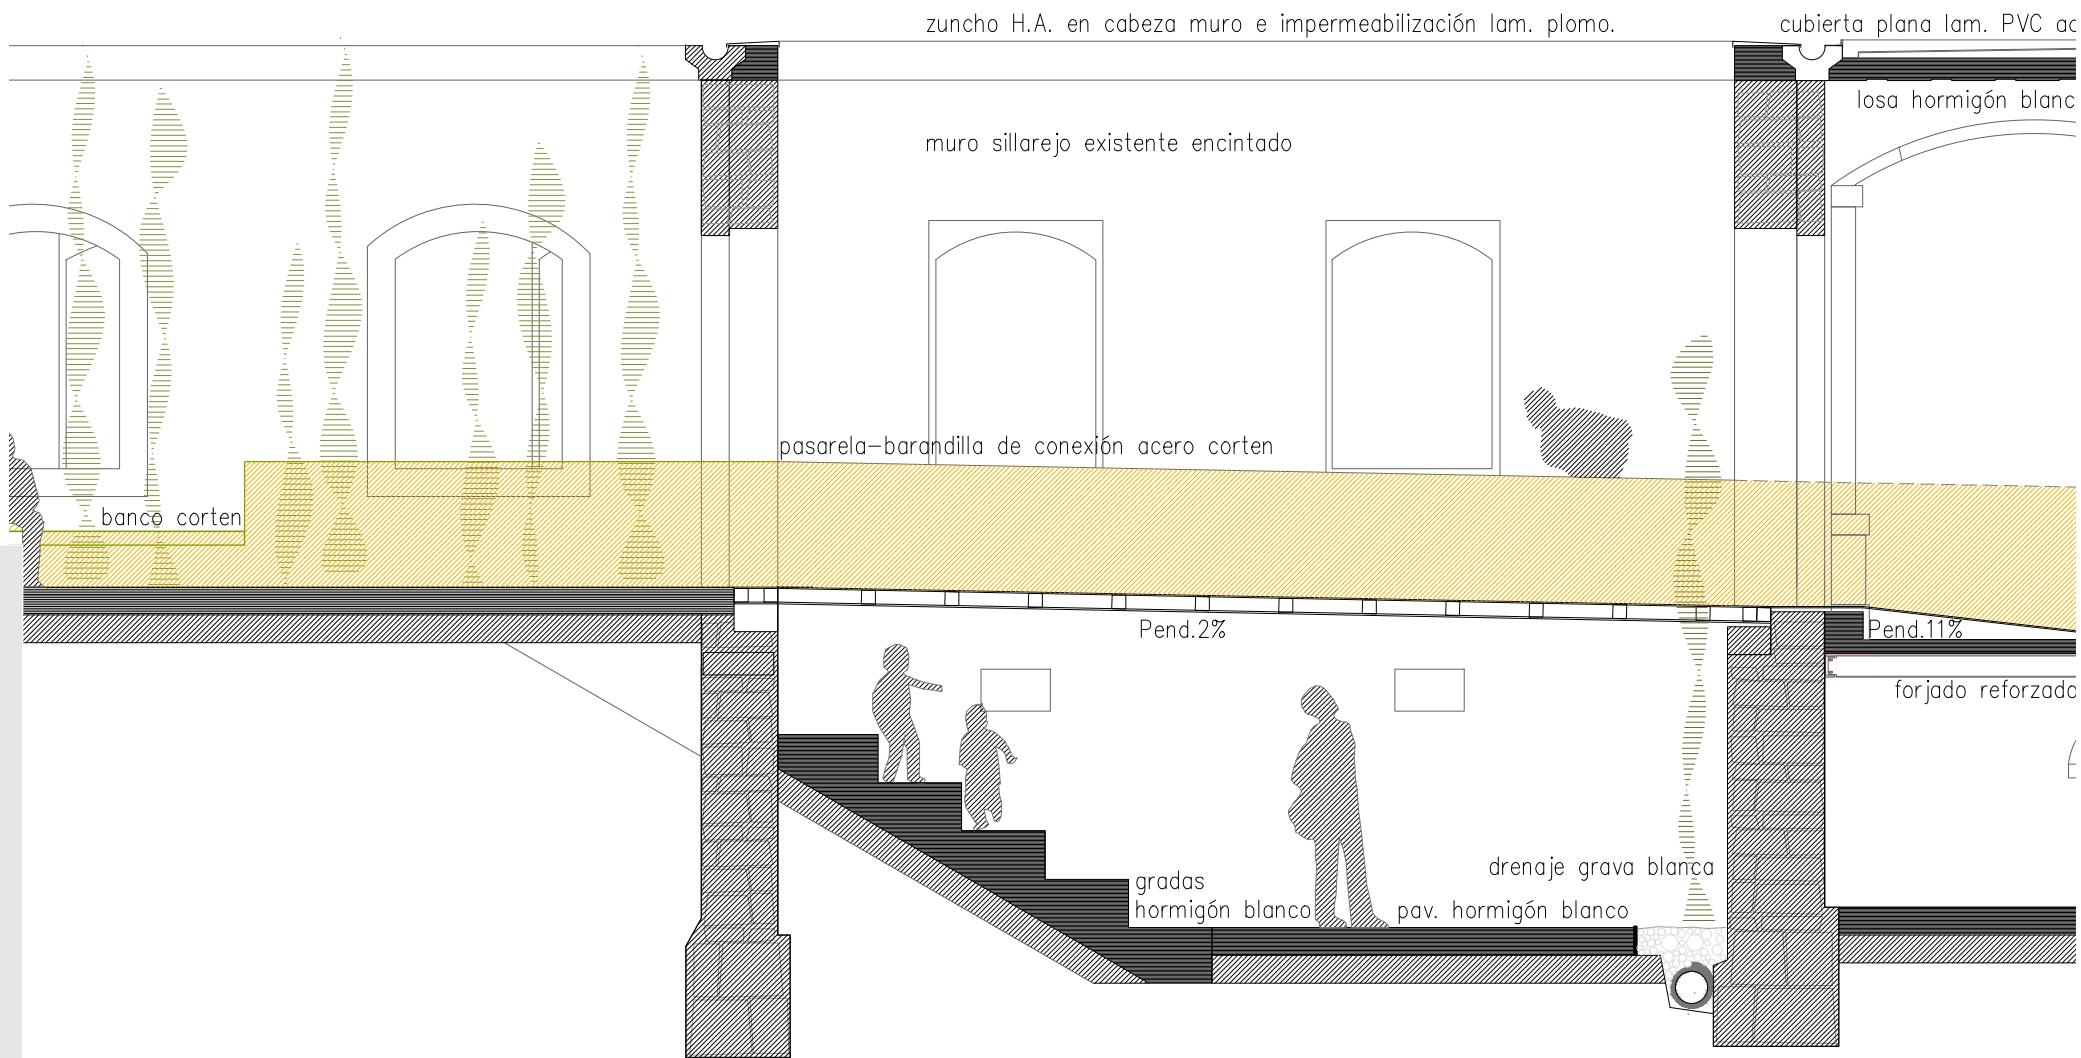 zuncho H.A. en cabeza muro e impermeabilización lam. plomo.
cubierta plana lam. PVC ac
losa hormigón blanc
muro sillarejo existente encintado
pasarela-barandilla de conexión acero corten
banco corten
Pend.2%
Pend.11%
forjado reforzado
drenaje grava blanca
gradas
hormigón blanco
pav. hormigón blanco